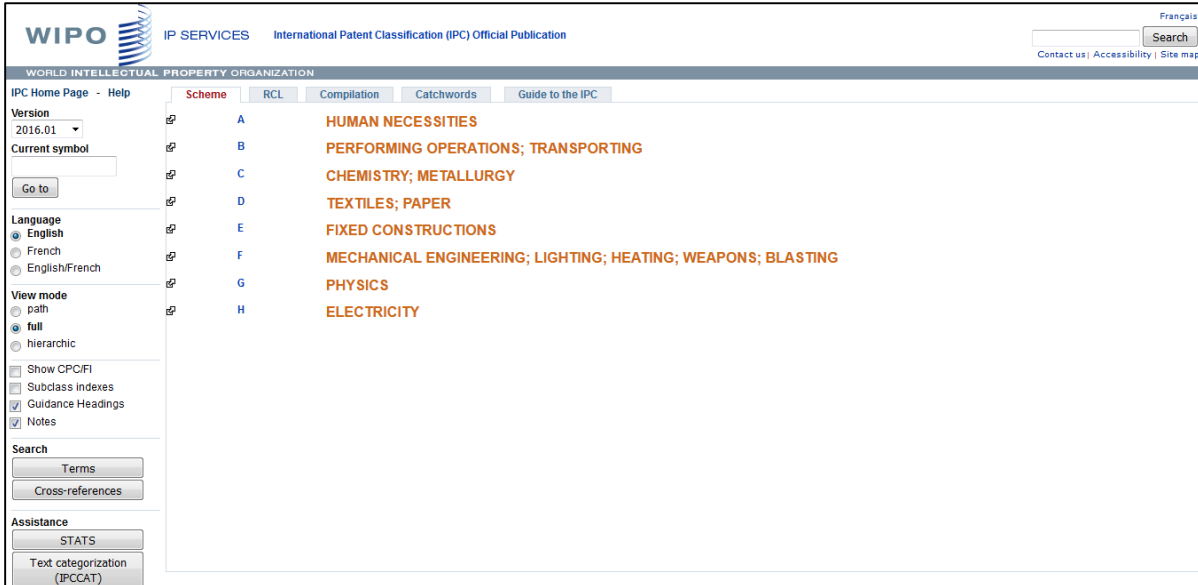 Français
WIPO
IP SERVICES International Patent Classification (IPC) Official Publication
Search
Contact us | Accessibility | Site map
WORLD INTELLECTUAL PROPERTY ORGANIZATION
IPC Home Page - Help
Scheme RCL Compilation Catchwords Guide to the IPC
Version
2016.01
Current symbol
Go to
Language
English
French
English/French
View mode
path
full
hierarchic
Show CPC/FI
Subclass indexes
Guidance Headings
Notes
Search
Terms
Cross-references
Assistance
STATS
Text categorization
(IPCCAT)
A HUMAN NECESSITIES
B PERFORMING OPERATIONS; TRANSPORTING
C CHEMISTRY; METALLURGY
D TEXTILES; PAPER
E FIXED CONSTRUCTIONS
F MECHANICAL ENGINEERING; LIGHTING; HEATING; WEAPONS; BLASTING
G PHYSICS
H ELECTRICITY